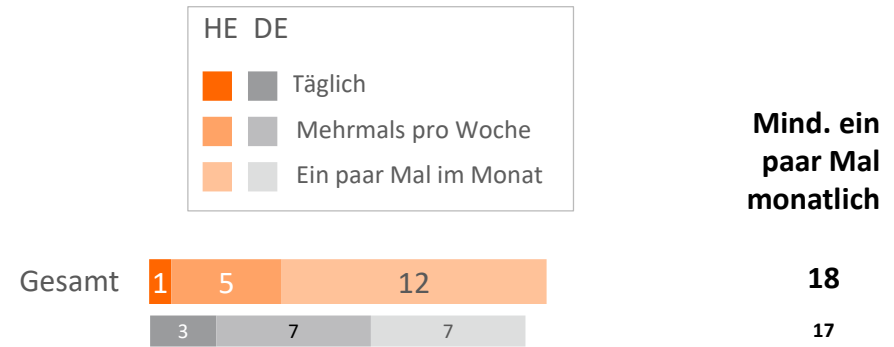 HE DE
Täglich
Mehrmals pro Woche
Ein paar Mal im Monat
Mind. ein
paar Mal
monatlich
Gesamt 1 5 12 18
3 7 7 17